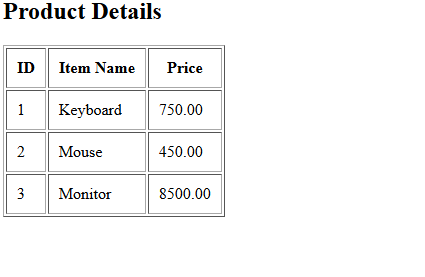 Product Details
ID Item Name Price
1 Keyboard 750.00
2 Mouse 450.00
3 Monitor 8500.00